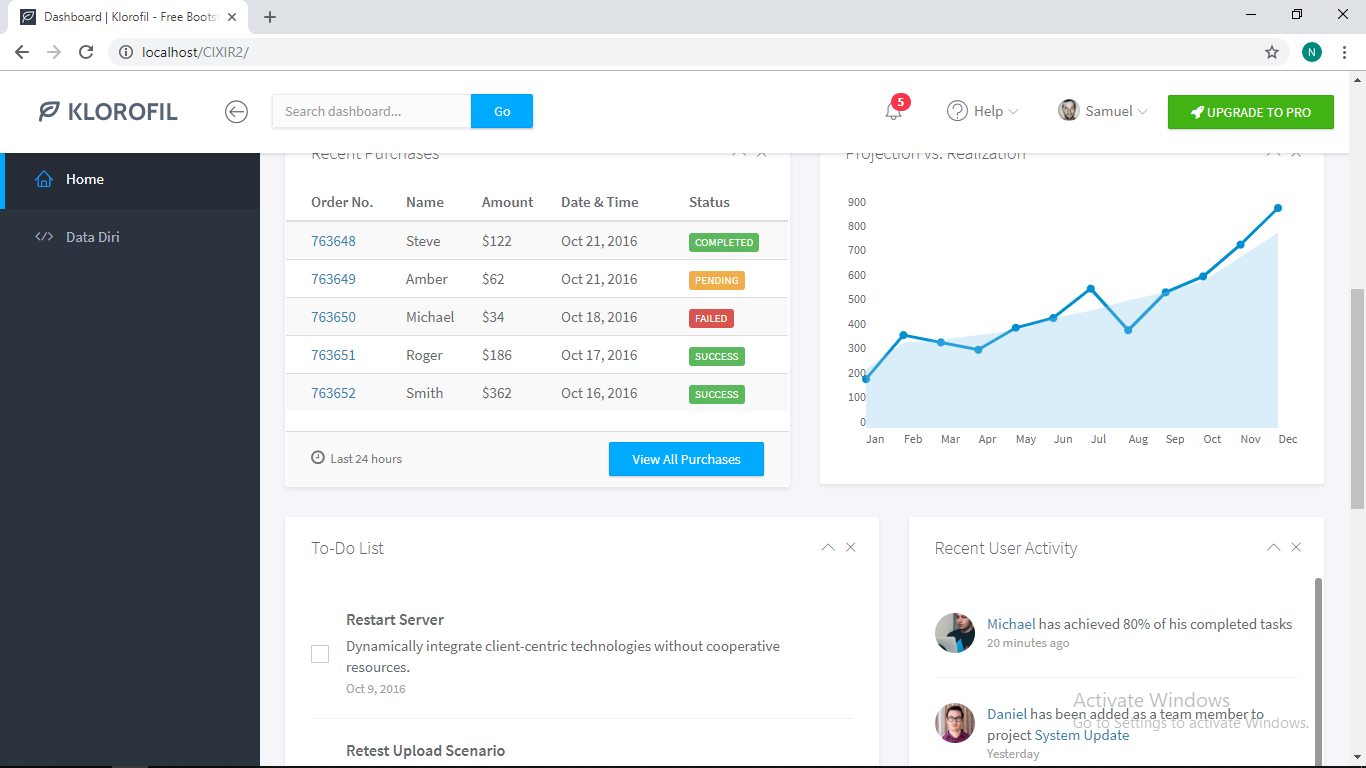 Dashboard | Klorofil - Free Boots
localhost/CIXIR2/
N
KLOROFIL
Search dashboard...
Go
5
Help
Samuel
UPGRADE TO PRO
Home
Data Diri
Recent Purchases
Order No. Name Amount Date & Time Status
763648 Steve $122 Oct 21, 2016 COMPLETED
763649 Amber $62 Oct 21, 2016 PENDING
763650 Michael $34 Oct 18, 2016 FAILED
763651 Roger $186 Oct 17, 2016 SUCCESS
763652 Smith $362 Oct 16, 2016 SUCCESS
Last 24 hours
View All Purchases
Projection vs. Realization
900
800
700
600
500
400
300
200
100
0
Jan Feb Mar Apr May Jun Jul Aug Sep Oct Nov Dec
To-Do List
Restart Server
Dynamically integrate client-centric technologies without cooperative
resources.
Oct 9, 2016
Retest Upload Scenario
Recent User Activity
Michael has achieved 80% of his completed tasks
20 minutes ago
Daniel has been added as a team member to
project System Update
Yesterday
Activate Windows
Go to Settings to activate Windows.